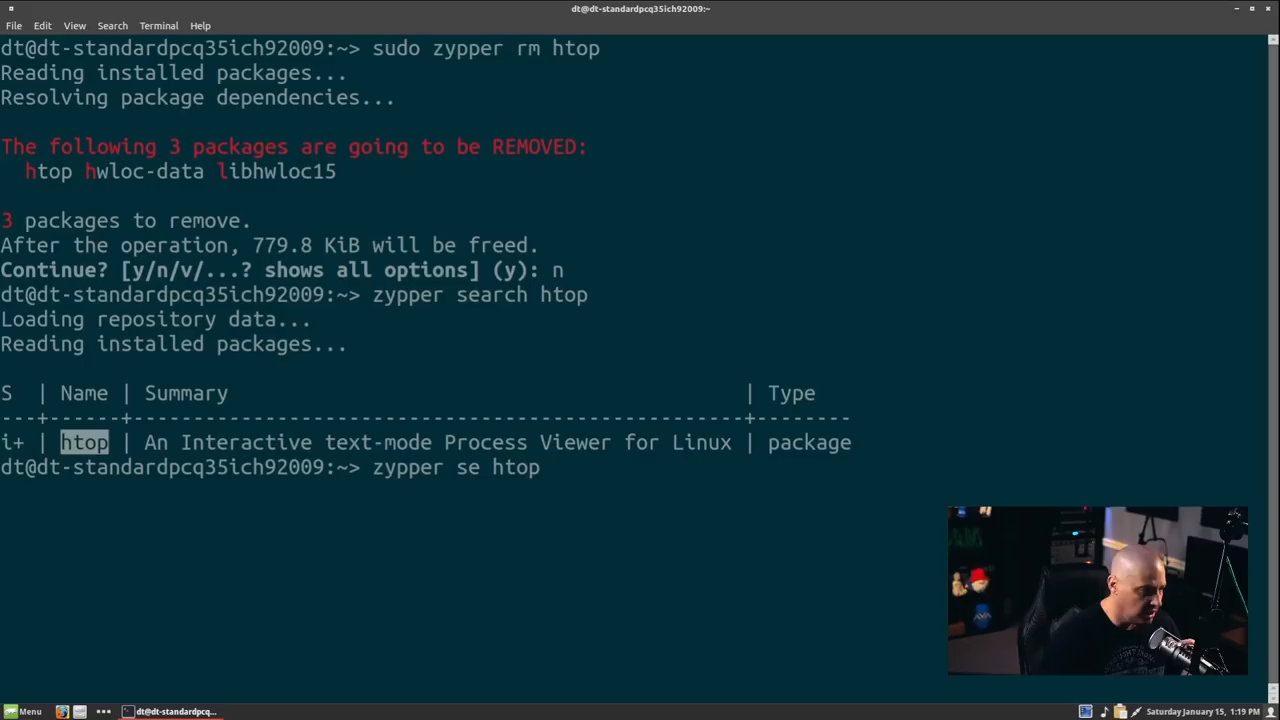 dt@dt-standardpcq35ich92009:~
File Edit View Search Terminal Help
dt@dt-standardpcq35ich92009:~> sudo zypper rm htop
Reading installed packages...
Resolving package dependencies...
The following 3 packages are going to be REMOVED:
htop hwloc-data libhwloc15
3 packages to remove.
After the operation, 779.8 KiB will be freed.
Continue? [y/n/v/...? shows all options] (y): n
dt@dt-standardpcq35ich92009:~> zypper search htop
Loading repository data...
Reading installed packages...
S | Name | Summary | Type
---+------+--------------------------------------------------+--------
i+ | htop | An Interactive text-mode Process Viewer for Linux | package
dt@dt-standardpcq35ich92009:~> zypper se htop
Menu dt@dt-standardpcq... Saturday January 15, 1:19 PM